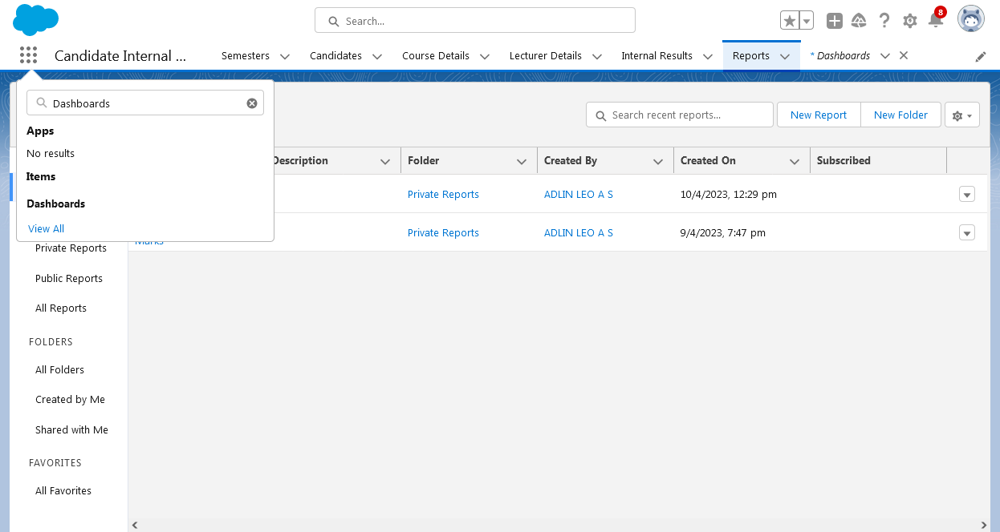 Search...
8
Candidate Internal ...
Semesters
Candidates
Course Details
Lecturer Details
Internal Results
Reports
* Dashboards
Dashboards
Apps
No results
Items
Dashboards
View All
Search recent reports...
New Report
New Folder
Description
Folder
Created By
Created On
Subscribed
Private Reports
ADLIN LEO A S
10/4/2023, 12:29 pm
Marks
Private Reports
ADLIN LEO A S
9/4/2023, 7:47 pm
Private Reports
Public Reports
All Reports
FOLDERS
All Folders
Created by Me
Shared with Me
FAVORITES
All Favorites